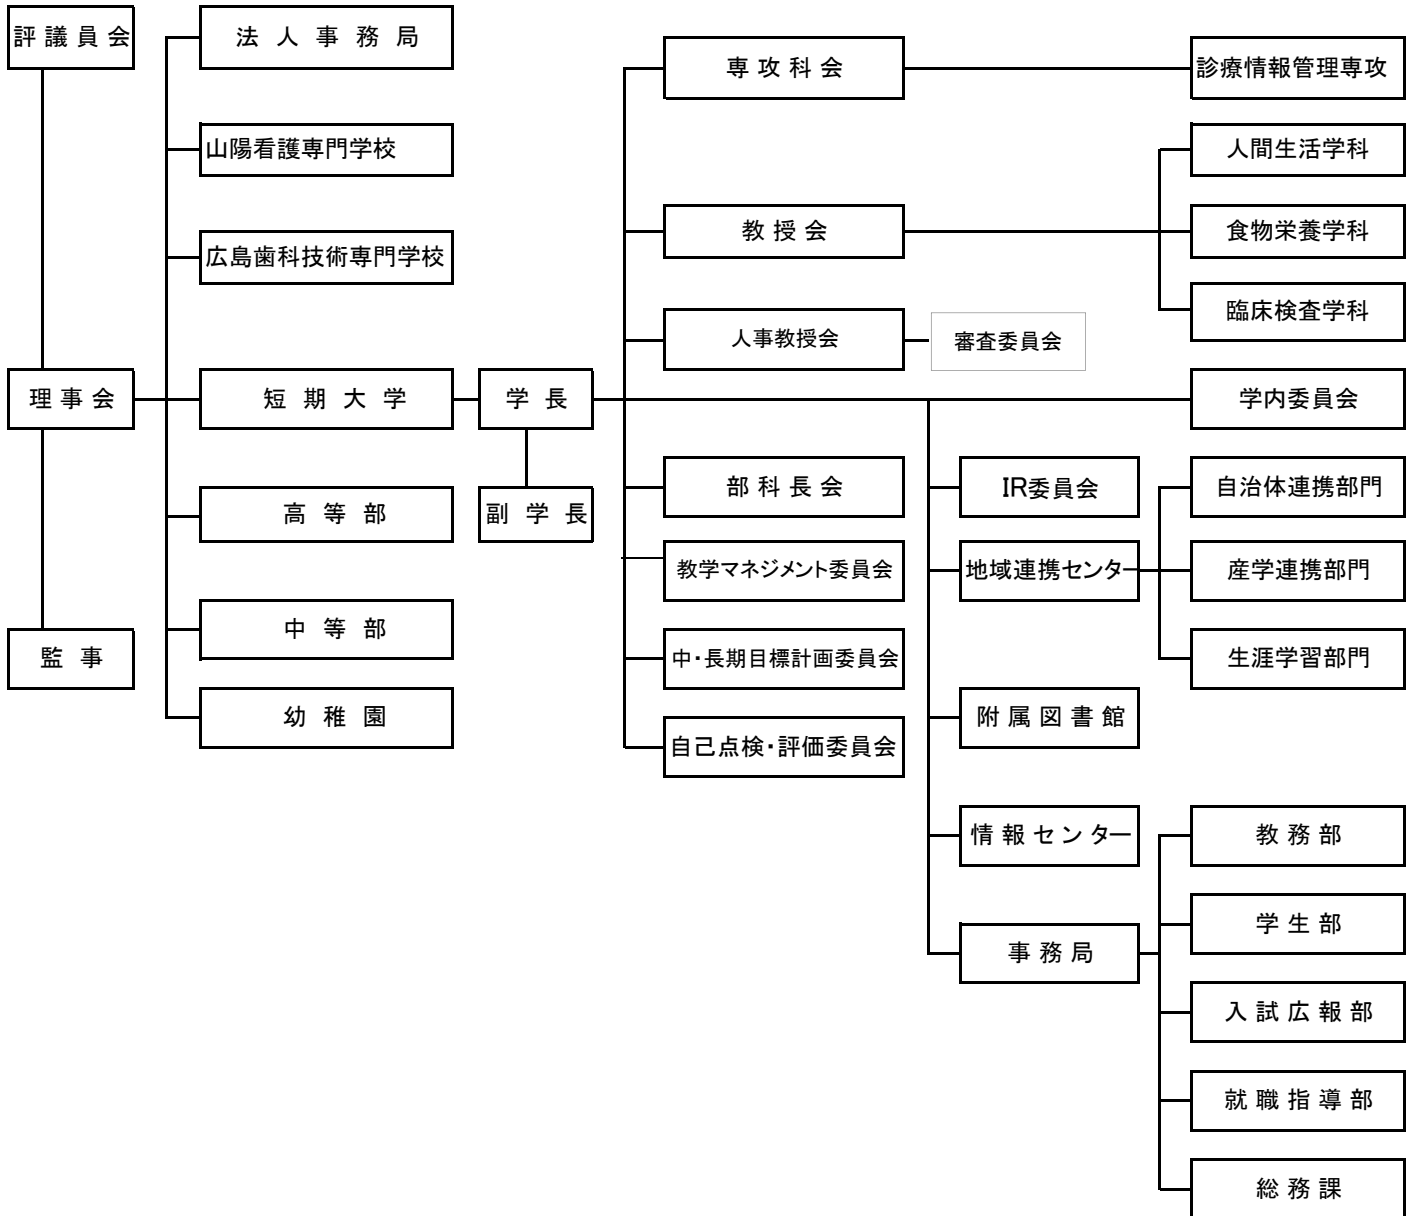 評議員会
法人事務局
専攻科会
診療情報管理専攻
山陽看護専門学校
人間生活学科
広島歯科技術専門学校
教授会
食物栄養学科
臨床検査学科
人事教授会
審査委員会
理事会
短期大学
学長
学内委員会
高等部
副学長
部科長会
IR委員会
自治体連携部門
教学マネジメント委員会
地域連携センター
産学連携部門
中等部
監事
中・長期目標計画委員会
生涯学習部門
幼稚園
自己点検・評価委員会
附属図書館
情報センター
教務部
学生部
事務局
入試広報部
就職指導部
総務課